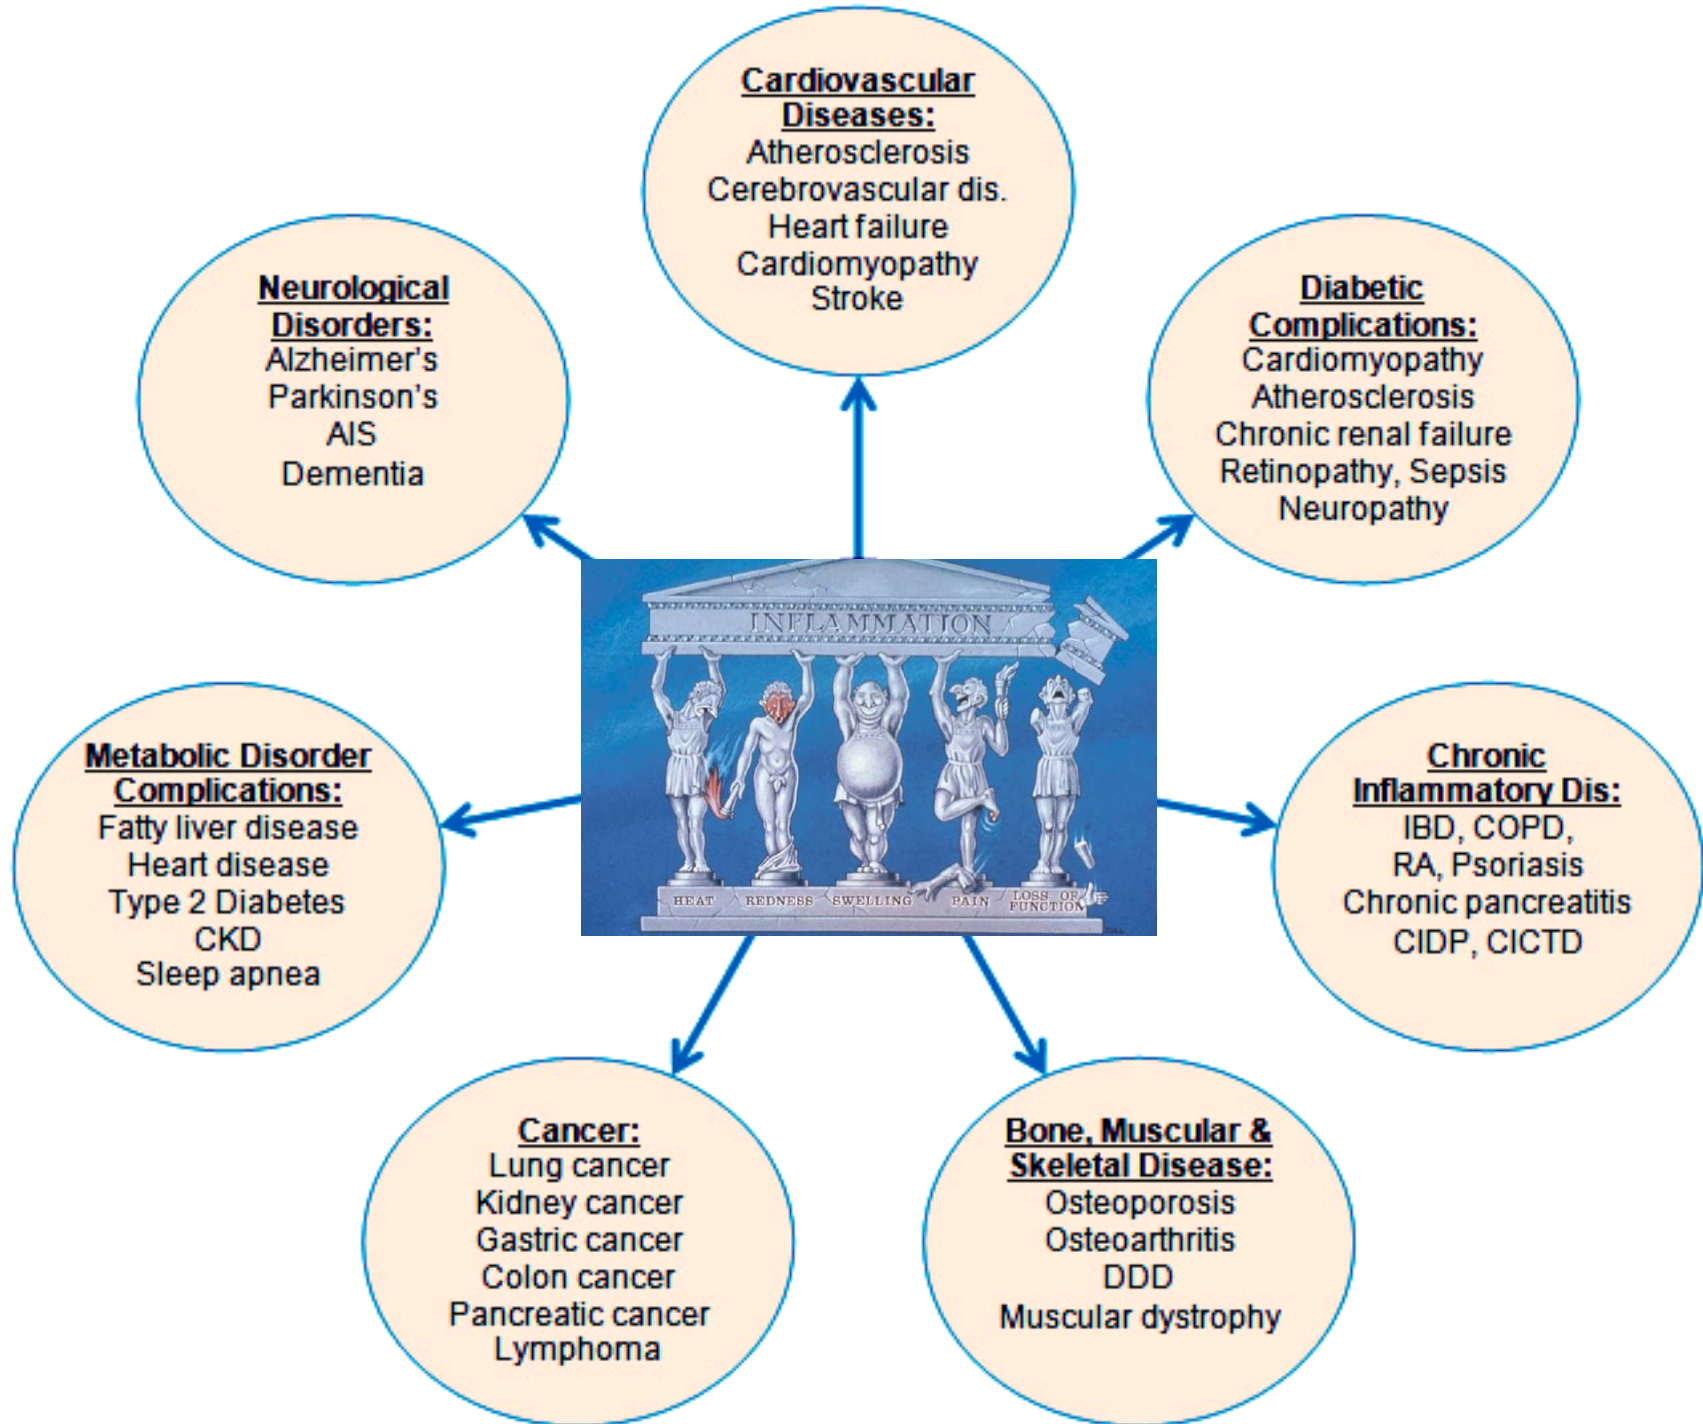 Cardiovascular
Diseases:
Atherosclerosis
Cerebrovascular dis.
Heart failure
Cardiomyopathy
Stroke
Neurological
Disorders:
Alzheimer's
Parkinson's
AIS
Dementia
Diabetic
Complications:
Cardiomyopathy
Atherosclerosis
Chronic renal failure
Retinopathy, Sepsis
Neuropathy
INFLAMMATION
HEAT
REDNESS
SWELLING
PAIN
LOSS OF
FUNCTION
Metabolic Disorder
Complications:
Fatty liver disease
Heart disease
Type 2 Diabetes
CKD
Sleep apnea
Chronic
Inflammatory Dis:
IBD, COPD,
RA, Psoriasis
Chronic pancreatitis
CIDP, CICTD
Cancer:
Lung cancer
Kidney cancer
Gastric cancer
Colon cancer
Pancreatic cancer
Lymphoma
Bone, Muscular &
Skeletal Disease:
Osteoporosis
Osteoarthritis
DDD
Muscular dystrophy